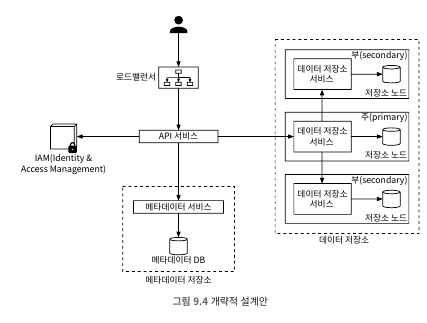 부(secondary)
데이터 저장소
서비스
저장소 노드
로드밸런서
주(primary)
API 서비스
데이터 저장소
서비스
저장소 노드
IAM(Identity &
Access Management)
부(secondary)
데이터 저장소
서비스
저장소 노드
메타데이터 서비스
데이터 저장소
메타데이터 DB
메타데이터 저장소
그림 9.4 개략적 설계안